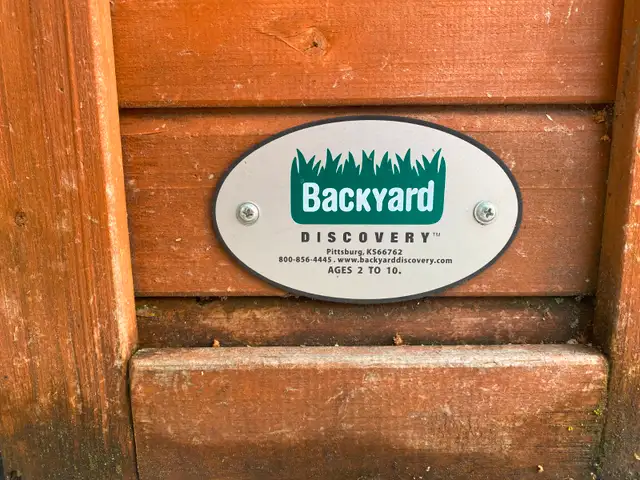 Backyard
DISCOVERY™
Pittsburg, KS66762
800-856-4445 . www.backyarddiscovery.com
AGES 2 TO 10.